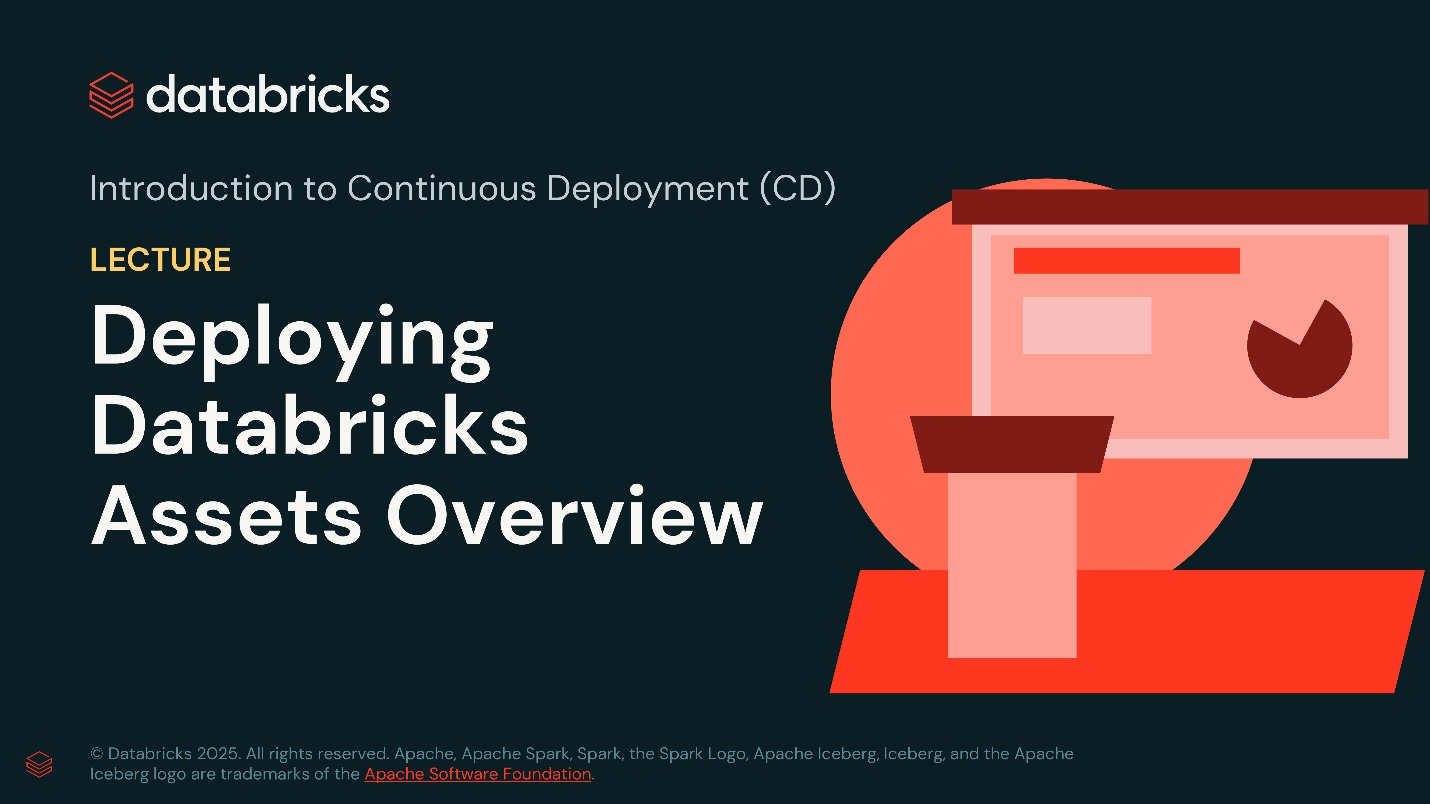 databricks
Introduction to Continuous Deployment (CD)
LECTURE
Deploying
Databricks
Assets Overview
© Databricks 2025. All rights reserved. Apache, Apache Spark, Spark, the Spark Logo, Apache Iceberg, Iceberg, and the Apache
Iceberg logo are trademarks of the Apache Software Foundation.